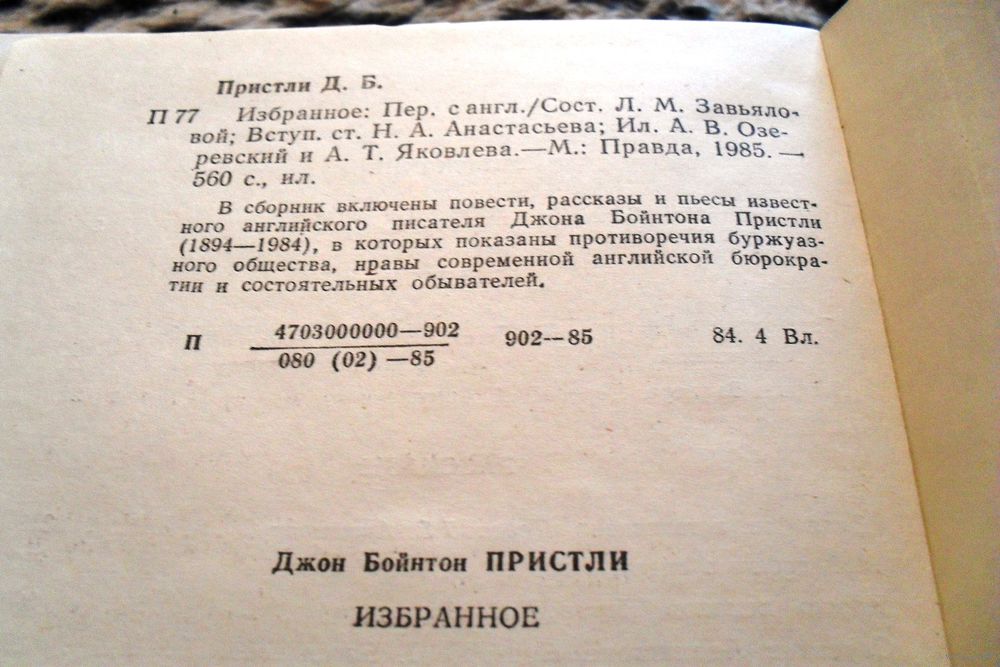 Пристли Д. Б.
П 77 Избранное: Пер. с англ./Сост. Л. М. Завьяло-
вой; Вступ. ст. Н. А. Анастасьева; Ил. А. В. Озе-
ревский и А. Т. Яковлева.—М.: Правда, 1985.—
560 с., ил.
В сборник включены повести, рассказы и пьесы извест-
ного английского писателя Джона Бойнтона Пристли
(1894—1984), в которых показаны противоречия буржуаз-
ного общества, нравы современной английской бюрокра-
тии и состоятельных обывателей.
П 4703000000—902 902--85 84. 4 Вл.
080 (02) —85
Джон Бойнтон ПРИСТЛИ
ИЗБРАННОЕ